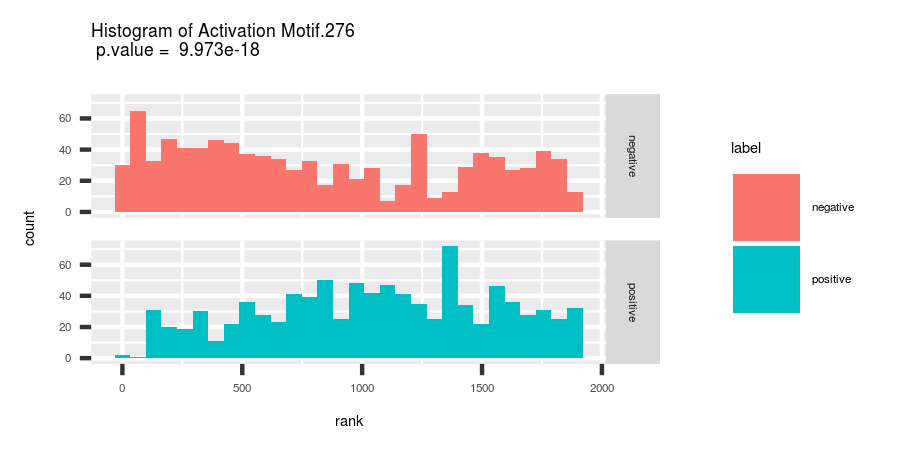 Histogram of Activation Motif.276
p.value = 9.973e-18
count
60
40
20
0
negative
60
40
20
0
positive
0
500
1000
1500
2000
rank
label
negative
positive